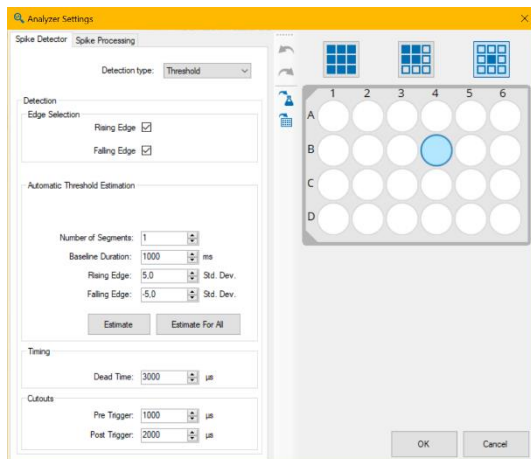 Analyzer Settings
Spike Detector Spike Processing
Detection type: Threshold
Detection
Edge Selection
Rising Edge
Falling Edge
Automatic Threshold Estimation
Number of Segments: 1
Baseline Duration: 1000 ms
Rising Edge: 5,0 Std. Dev.
Falling Edge: -5,0 Std. Dev.
Estimate Estimate For All
Timing
Dead Time: 3000 µs
Cutouts
Pre Trigger: 1000 µs
Post Trigger: 2000 µs
1 2 3 4 5 6
A
B
C
D
OK Cancel